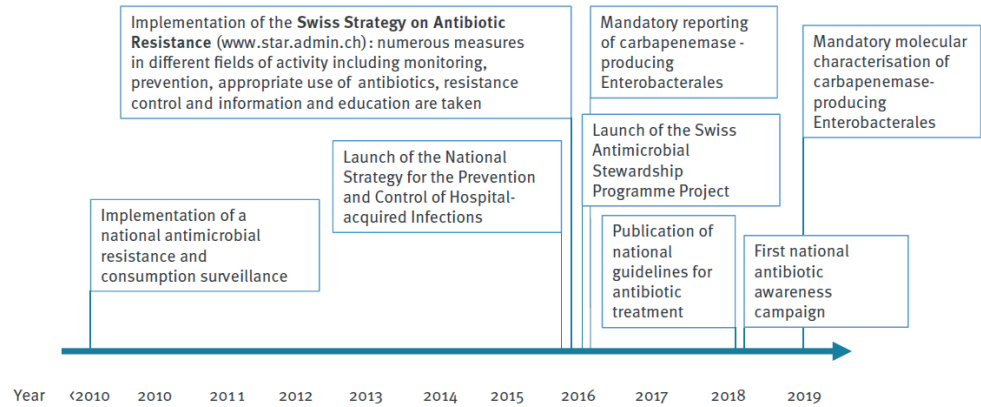 Implementation of the Swiss Strategy on Antibiotic
Resistance (www.star.admin.ch): numerous measures
in different fields of activity including monitoring,
prevention, appropriate use of antibiotics, resistance
control and information and education are taken
Mandatory reporting
of carbapenemase -
producing
Enterobacterales
Mandatory molecular
characterisation of
carbapenemase-
producing
Enterobacterales
Launch of the National
Strategy for the Prevention
and Control of Hospital-
acquired Infections
Launch of the Swiss
Antimicrobial
Stewardship
Programme Project
Implementation of a
national antimicrobial
resistance and
consumption surveillance
Publication of
national
guidelines for
antibiotic
treatment
First national
antibiotic
awareness
campaign
Year <2010 2010 2011 2012 2013 2014 2015 2016 2017 2018 2019